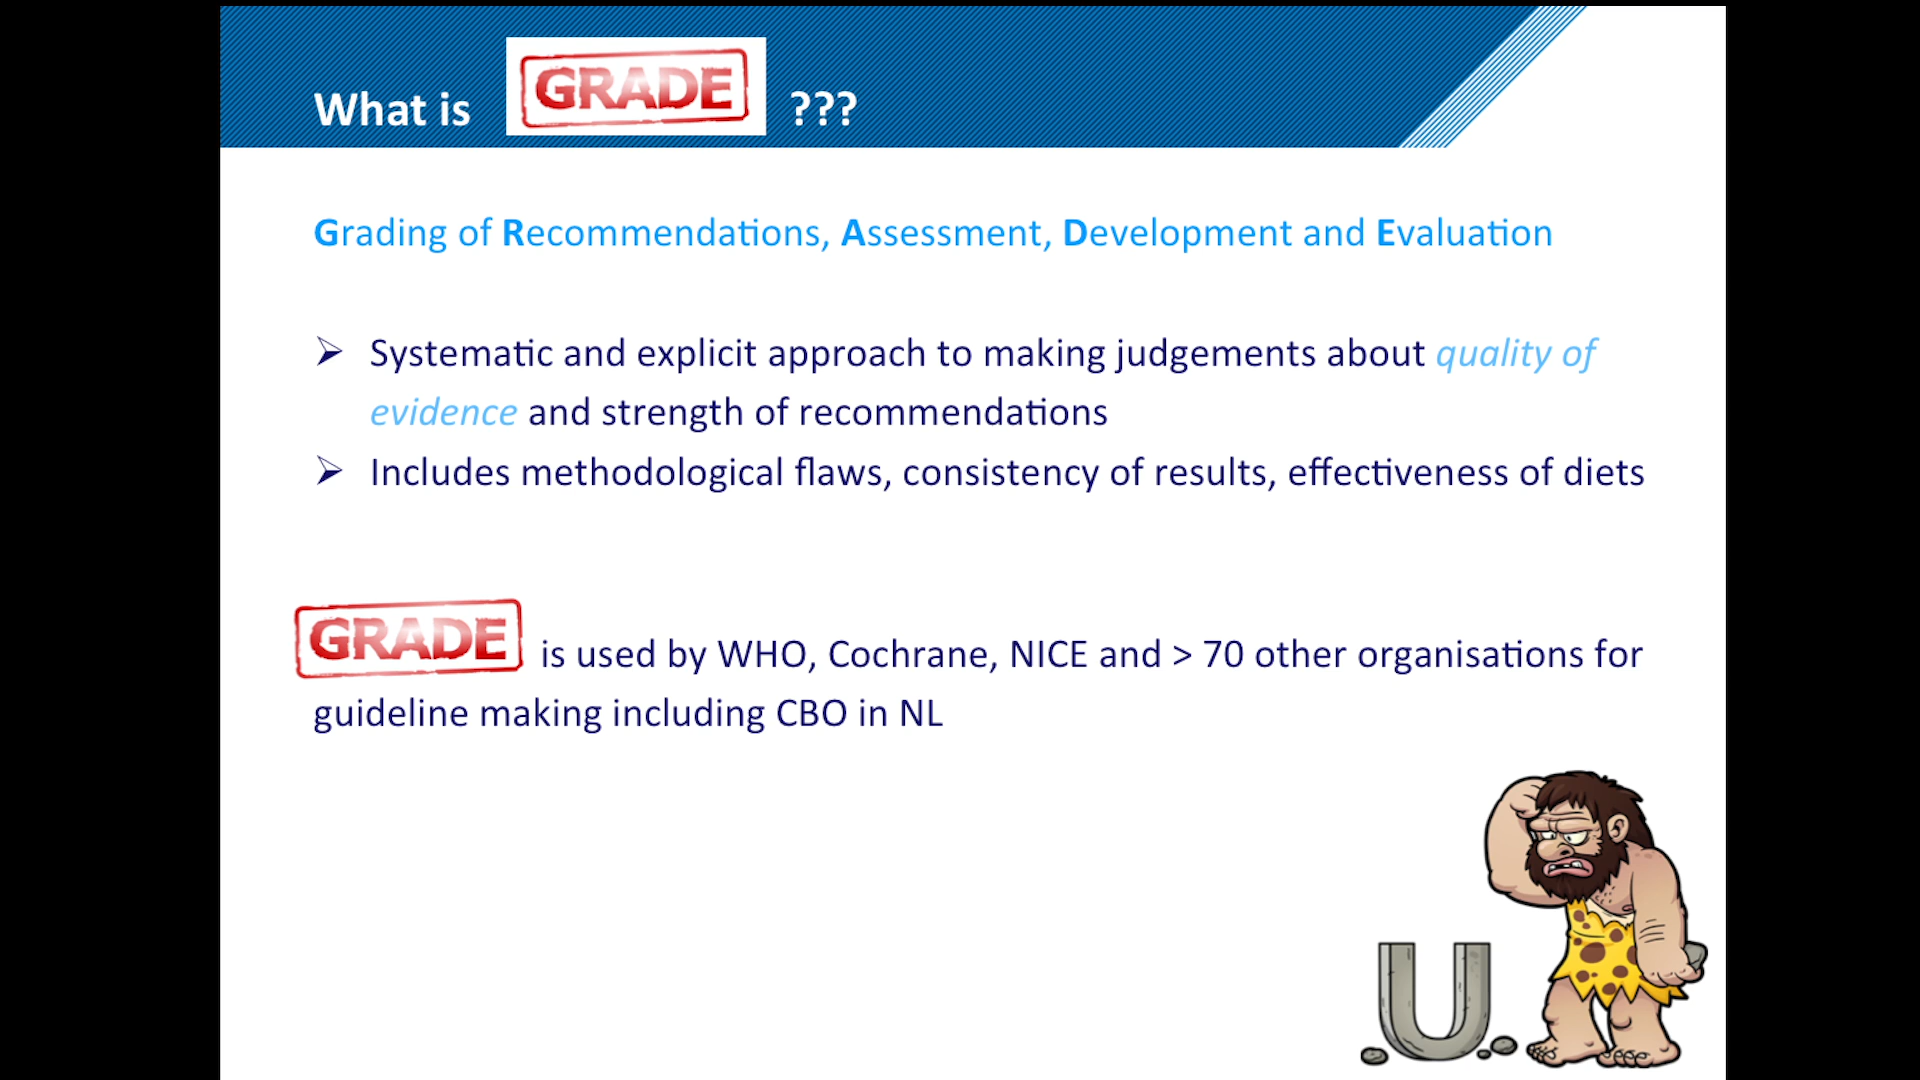 What is GRADE ???
Grading of Recommendations, Assessment, Development and Evaluation
➢ Systematic and explicit approach to making judgements about quality of
evidence and strength of recommendations
➢ Includes methodological flaws, consistency of results, effectiveness of diets
GRADE is used by WHO, Cochrane, NICE and > 70 other organisations for
guideline making including CBO in NL
U